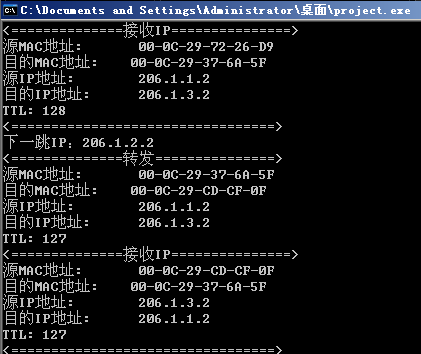 C:\Documents and Settings\Administrator\桌面\project.exe
<==============接收IP===============>
源MAC地址: 00-0C-29-72-26-D9
目的MAC地址: 00-0C-29-37-6A-5F
源IP地址: 206.1.1.2
目的IP地址: 206.1.3.2
TTL: 128
<=================================>
下一跳IP: 206.1.2.2
<==============转发===============>
源MAC地址: 00-0C-29-37-6A-5F
目的MAC地址: 00-0C-29-CD-CF-0F
源IP地址: 206.1.1.2
目的IP地址: 206.1.3.2
TTL: 127
<==============接收IP===============>
源MAC地址: 00-0C-29-CD-CF-0F
目的MAC地址: 00-0C-29-37-6A-5F
源IP地址: 206.1.3.2
目的IP地址: 206.1.1.2
TTL: 127
<=================================>